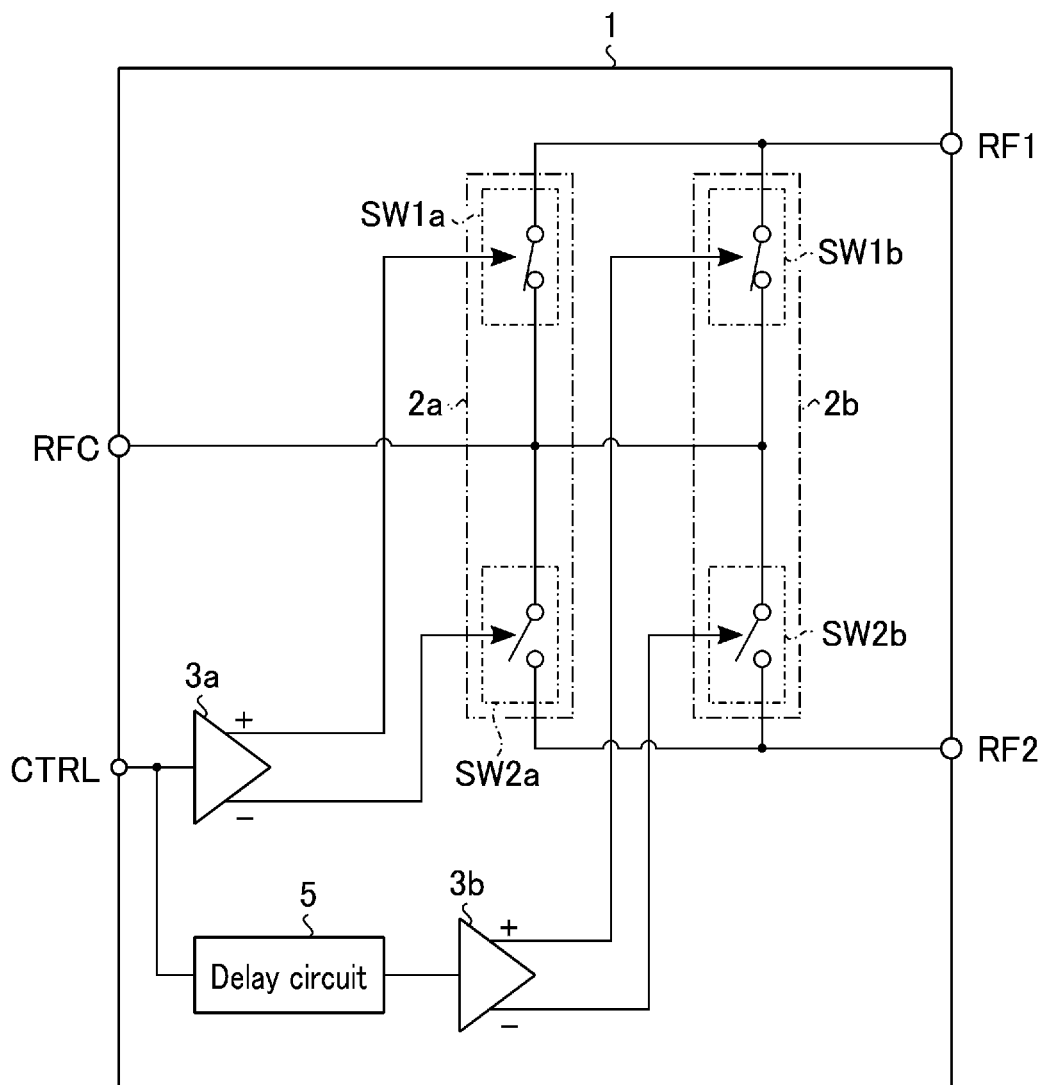 1
RF1
SW1a
SW1b
2a
2b
RFC
SW2b
3a
+
CTRL
−
SW2a
RF2
5
3b
+
Delay circuit
−